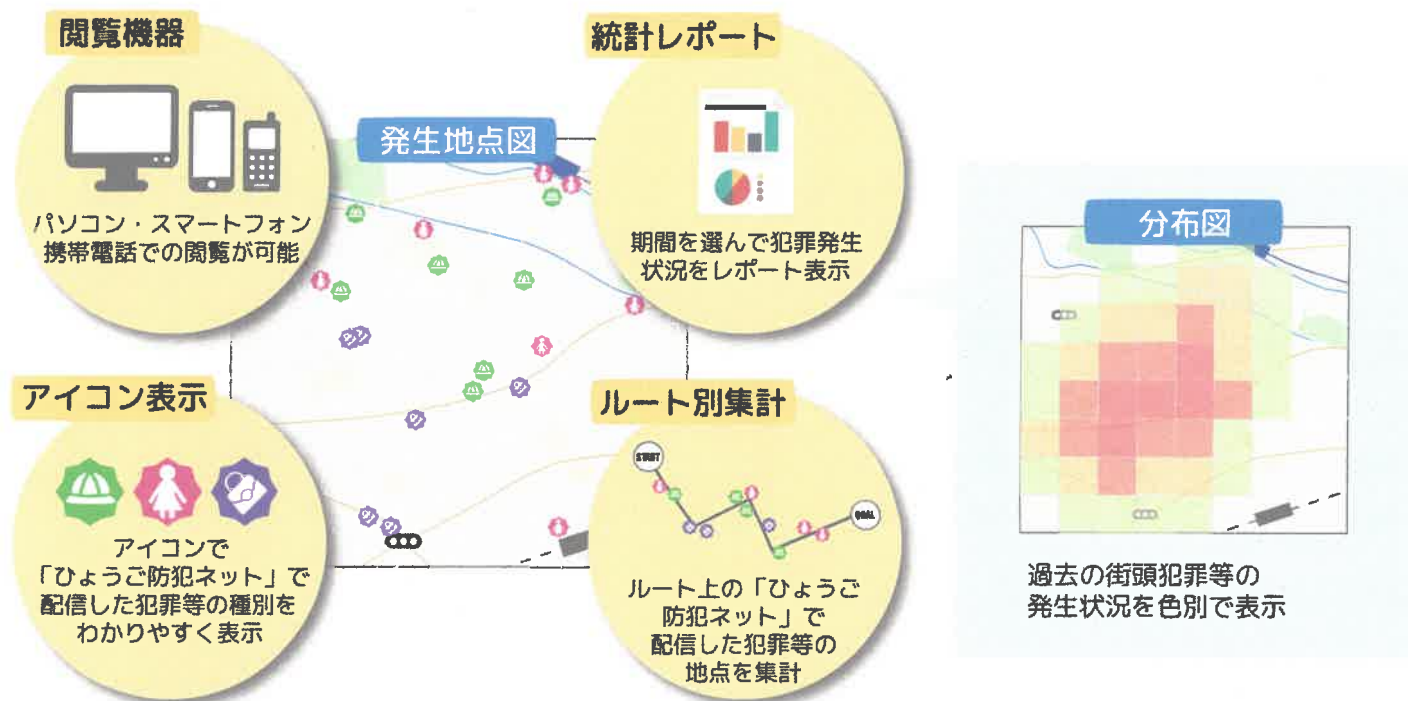 閲覧機器
パソコン・スマートフォン
携帯電話での閲覧が可能
発生地点図
統計レポート
期間を選んで犯罪発生
状況をレポート表示
アイコン表示
アイコンで
「ひょうご防犯ネット」で
配信した犯罪等の種別を
わかりやすく表示
ルート別集計
START
GOAL
ルート上の「ひょうご
防犯ネット」で
配信した犯罪等の
地点を集計
分布図
過去の街頭犯罪等の
発生状況を色別で表示